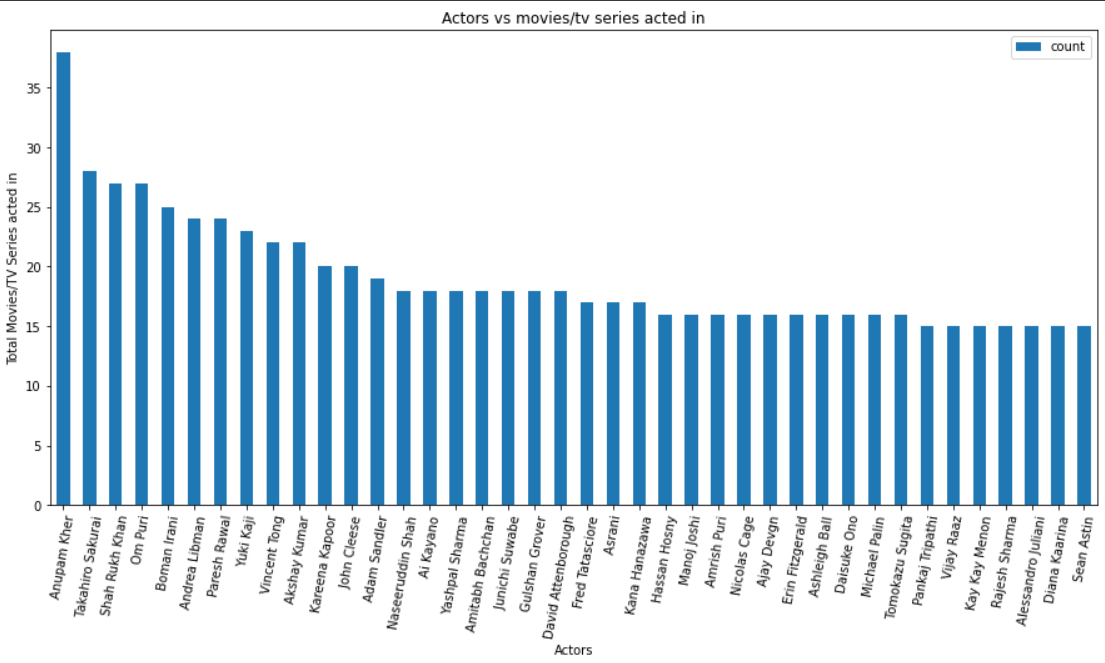 Actors vs movies/tv series acted in
count
Total Movies/TV Series acted in
35
30
25
20
15
10
5
0
Anupam Kher
Takahiro Sakurai
Shah Rukh Khan
Om Puri
Boman Irani
Andrea Libman
Paresh Rawal
Yuki Kaji
Vincent Tong
Akshay Kumar
Kareena Kapoor
John Cleese
Adam Sandler
Naseeruddin Shah
Ai Kayano
Yashpal Sharma
Amitabh Bachchan
Junichi Suwabe
Gulshan Grover
David Attenborough
Fred Tatasciore
Asrani
Kana Hanazawa
Hassan Hosny
Manoj Joshi
Amrish Puri
Nicolas Cage
Ajay Devgn
Erin Fitzgerald
Ashleigh Ball
Daisuke Ono
Michael Palin
Tomokazu Sugita
Pankaj Tripathi
Vijay Raaz
Kay Kay Menon
Rajesh Sharma
Alessandro Juliani
Diana Kaarina
Sean Astin
Actors